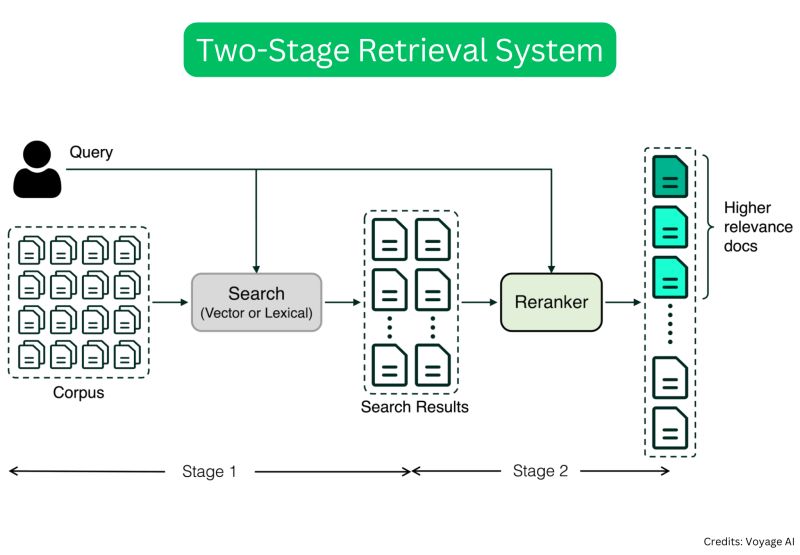 Two-Stage Retrieval System
Query
Higher
relevance
docs
Search
(Vector or Lexical)
Reranker
Corpus
Search Results
Stage 1
Stage 2
Credits: Voyage AI